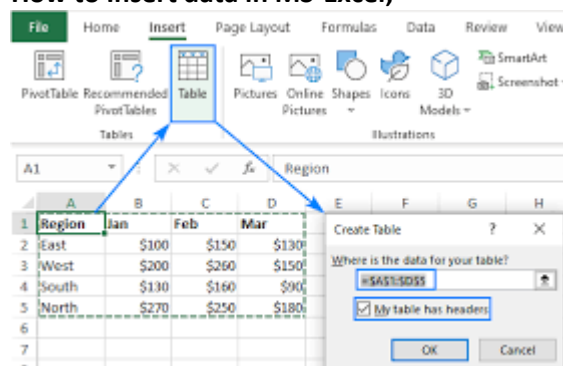 How to insert data in MS-Excel,
File Home Insert Page Layout Formulas Data Review View
PivotTable Recommended PivotTables Table Pictures Online Pictures Shapes Icons 3D Models SmartArt Screenshot
Tables Illustrations
A1 fx Region
A B C D E F G H
1 Region Jan Feb Mar
2 East $100 $150 $130
3 West $200 $260 $150
4 South $130 $160 $90
5 North $270 $250 $180
6
7
Create Table ? ×
Where is the data for your table?
=$A$1:$D$5
My table has headers
OK Cancel